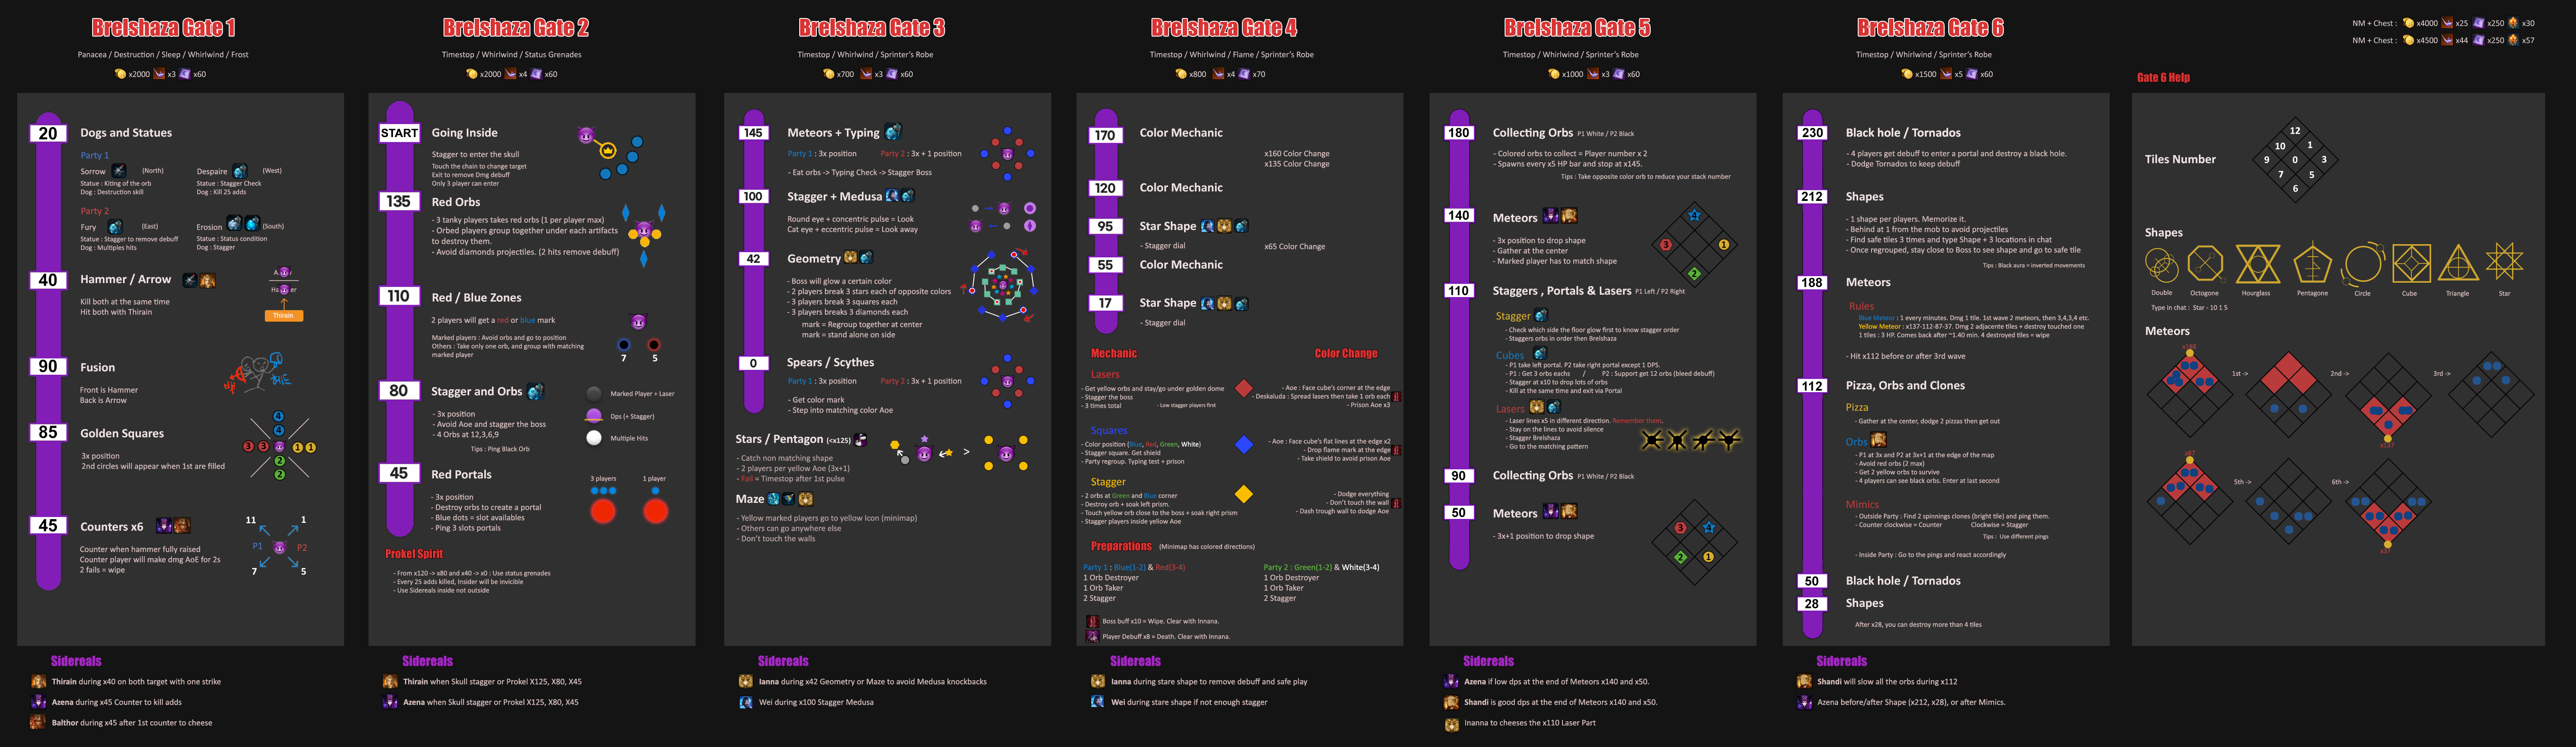 Brelshaza Gate 1
Panacea / Destruction / Sleep / Whirlwind / Frost
x2000 x3 x60
20
Dogs and Statues
Party 1
Sorrow (North)
Statue : Kiting of the orb
Dog : Destruction skill
Despaire (West)
Statue : Stagger Check
Dog : Kill 25 adds
Party 2
Fury (East)
Statue : Stagger to remove debuff
Dog : Multiples hits
Erosion (South)
Statue : Status condition
Dog : Stagger
40
Hammer / Arrow
Kill both at the same time
Hit both with Thirain
Thirain
90
Fusion
Front is Hammer
Back is Arrow
85
Golden Squares
3x position
2nd circles will appear when 1st are filled
4
4
3 3 1 1
2
2
45
Counters x6
Counter when hammer fully raised
Counter player will make dmg AoE for 2s
2 fails = wipe
11 1
P1 P2
7 5
Sidereals
Thirain during x40 on both target with one strike
Azena during x45 Counter to kill adds
Balthor during x45 after 1st counter to cheese
Brelshaza Gate 2
Timestop / Whirlwind / Status Grenades
x2000 x4 x60
START
Going Inside
Stagger to enter the skull
Touch the chain to change target
Exit to remove Dmg debuff
Only 3 player can enter
135
Red Orbs
- 3 tanky players takes red orbs (1 per player max)
- Orbed players group together under each artifacts
to destroy them.
- Avoid diamonds projectiles. (2 hits remove debuff)
110
Red / Blue Zones
2 players will get a red or blue mark
Marked players : Avoid orbs and go to position
Others : Take only one orb, and group with matching
marked player
7 5
80
Stagger and Orbs
- 3x position
- Avoid Aoe and stagger the boss
- 4 Orbs at 12,3,6,9
Tips : Ping Black Orb
Marked Player + Laser
Dps (+ Stagger)
Multiple Hits
45
Red Portals
- 3x position
- Destroy orbs to create a portal
- Blue dots = slot availables
- Ping 3 slots portals
3 players 1 player
Prokel Spirit
- From x120 -> x80 and x40 -> x0 : Use status grenades
- Every 25 adds killed, Insider will be invicible
- Use Sidereals inside not outside
Sidereals
Thirain when Skull stagger or Prokel X125, X80, X45
Azena when Skull stagger or Prokel X125, X80, X45
Brelshaza Gate 3
Timestop / Whirlwind / Sprinter's Robe
x700 x3 x60
145
Meteors + Typing
Party 1 : 3x position Party 2 : 3x + 1 position
- Eat orbs -> Typing Check -> Stagger Boss
100
Stagger + Medusa
Round eye + concentric pulse = Look
Cat eye + eccentric pulse = Look away
42
Geometry
- Boss will glow a certain color
- 2 players break 3 stars each of opposite colors
- 3 players break 3 squares each
- 3 players breaks 3 diamonds each
mark = Regroup together at center
mark = stand alone on side
0
Spears / Scythes
Party 1 : 3x position Party 2 : 3x + 1 position
- Get color mark
- Step into matching color Aoe
Stars / Pentagon (<x125)
- Catch non matching shape
- 2 players per yellow Aoe (3x+1)
- Fail = Timestop after 1st pulse
>
Maze
- Yellow marked players go to yellow Icon (minimap)
- Others can go anywhere else
- Don't touch the walls
Sidereals
Ianna during x42 Geometry or Maze to avoid Medusa knockbacks
Wei during x100 Stagger Medusa
Brelshaza Gate 4
Timestop / Whirlwind / Flame / Sprinter's Robe
x800 x4 x70
170
Color Mechanic
x160 Color Change
x135 Color Change
120
Color Mechanic
95
Star Shape
- Stagger dial
x65 Color Change
55
Color Mechanic
17
Star Shape
- Stagger dial
Mechanic Color Change
Lasers
- Get yellow orbs and stay/go under golden dome
- Stagger the boss
- 3 times total - Low stagger players first
- Aoe : Face cube's corner at the edge
- Deskaluda : Spread lasers then take 1 orb each
- Prison Aoe x3
Squares
- Color position (Blue, Red, Green, White)
- Stagger square. Get shield
- Party regroup. Typing test + prison
- Aoe : Face cube's flat lines at the edge x2
- Drop flame mark at the edge
- Take shield to avoid prison Aoe
Stagger
- 2 orbs at Green and Blue corner
- Destroy orb + soak left prism.
- Touch yellow orb close to the boss + soak right prism
- Stagger players inside yellow Aoe
- Dodge everything
- Don't touch the wall
- Dash trough wall to dodge Aoe
Preparations (Minimap has colored directions)
Party 1 : Blue(1-2) & Red(3-4)
1 Orb Destroyer
1 Orb Taker
2 Stagger
Party 2 : Green(1-2) & White(3-4)
1 Orb Destroyer
1 Orb Taker
2 Stagger
Boss buff x10 = Wipe. Clear with Innana.
Player Debuff x8 = Death. Clear with Innana.
Sidereals
Ianna during stare shape to remove debuff and safe play
Wei during stare shape if not enough stagger
Brelshaza Gate 5
Timestop / Whirlwind / Sprinter's Robe
x1000 x3 x60
180
Collecting Orbs P1 White / P2 Black
- Colored orbs to collect = Player number x 2
- Spawns every x5 HP bar and stop at x145.
Tips : Take opposite color orb to reduce your stack number
140
Meteors
- 3x position to drop shape
- Gather at the center
- Marked player has to match shape
3 1
2
110
Staggers , Portals & Lasers P1 Left / P2 Right
Stagger
- Check which side the floor glow first to know stagger order
- Staggers orbs in order then Brelshaza
Cubes
- P1 take left portal. P2 take right portal except 1 DPS.
- P1 : Get 3 orbs eachs / P2 : Support get 12 orbs (bleed debuff)
- Stagger at x10 to drop lots of orbs
- Kill at the same time and exit via Portal
Lasers
- Laser lines x5 in different direction. Remember them.
- Stay on the lines to avoid silence
- Stagger Brelshaza
- Go to the matching pattern
90
Collecting Orbs P1 White / P2 Black
50
Meteors
- 3x+1 position to drop shape
3
2 1
Sidereals
Azena if low dps at the end of Meteors x140 and x50.
Shandi is good dps at the end of Meteors x140 and x50.
Inanna to cheeses the x110 Laser Part
Brelshaza Gate 6
Timestop / Whirlwind / Sprinter's Robe
x1500 x5 x60
230
Black hole / Tornados
- 4 players get debuff to enter a portal and destroy a black hole.
- Dodge Tornados to keep debuff
212
Shapes
- 1 shape per players. Memorize it.
- Behind at 1 from the mob to avoid projectiles
- Find safe tiles 3 times and type Shape + 3 locations in chat
- Once regrouped, stay close to Boss to see shape and go to safe tile
Tips : Black aura = inverted movements
188
Meteors
Rules
Blue Meteor : 1 every minutes. Dmg 1 tile. 1st wave 2 meteors, then 3,4,3,4 etc.
Yellow Meteor : x137-112-87-37. Dmg 2 adjacente tiles + destroy touched one
1 tiles : 3 HP. Comes back after ~1.40 min. 4 destroyed tiles = wipe
- Hit x112 before or after 3rd wave
112
Pizza, Orbs and Clones
Pizza
- Gather at the center, dodge 2 pizzas then get out
Orbs
- P1 at 3x and P2 at 3x+1 at the edge of the map
- Avoid red orbs (2 max)
- Get 2 yellow orbs to survive
- 4 players can see black orbs. Enter at last second
Mimics
- Outside Party : Find 2 spinnings clones (bright tile) and ping them.
- Counter clockwise = Counter Clockwise = Stagger
Tips : Use different pings
- Inside Party : Go to the pings and react accordingly
50
Black hole / Tornados
28
Shapes
After x28, you can destroy more than 4 tiles
Sidereals
Shandi will slow all the orbs during x112
Azena before/after Shape (x212, x28), or after Mimics.
NM + Chest : x4000 x25 x250 x30
NM + Chest : x4500 x44 x250 x57
Gate 6 Help
Tiles Number
12
10 1
9 0 3
7 5
6
Shapes
Double Octogone Hourglass Pentagone Circle Cube Triangle Star
Type in chat : Star - 10 1 5
Meteors
x188
1st -> 2nd -> 3rd ->
x137
x87
5th -> 6th ->
x37